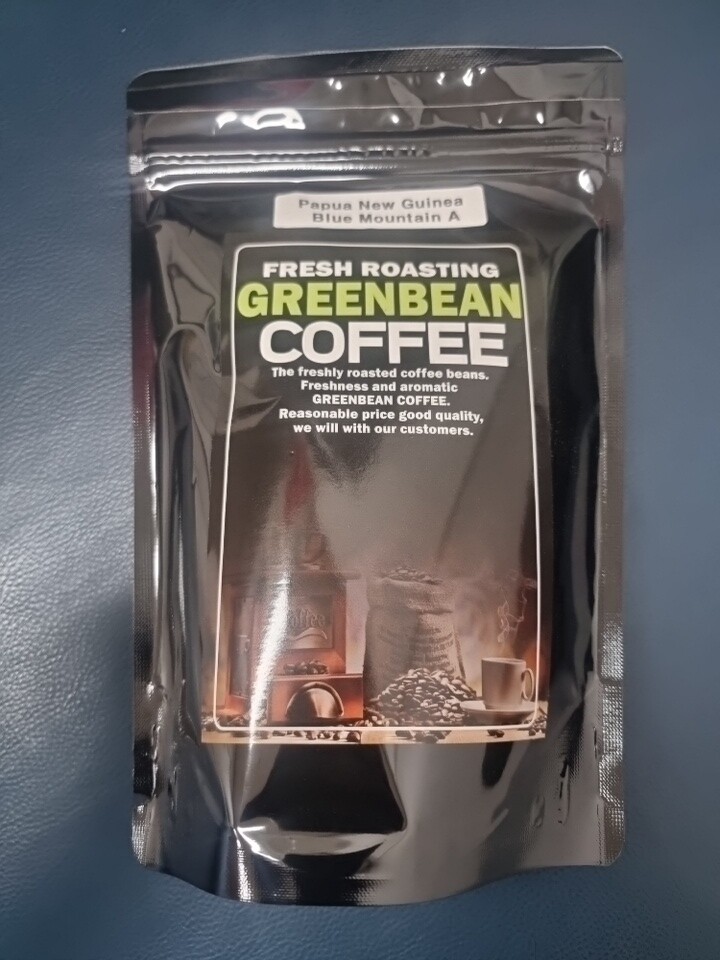 Papua New Guinea
Blue Mountain A
FRESH ROASTING
GREENBEAN
COFFEE
The freshly roasted coffee beans.
Freshness and aromatic
GREENBEAN COFFEE.
Reasonable price good quality,
we will with our customers.
Coffee